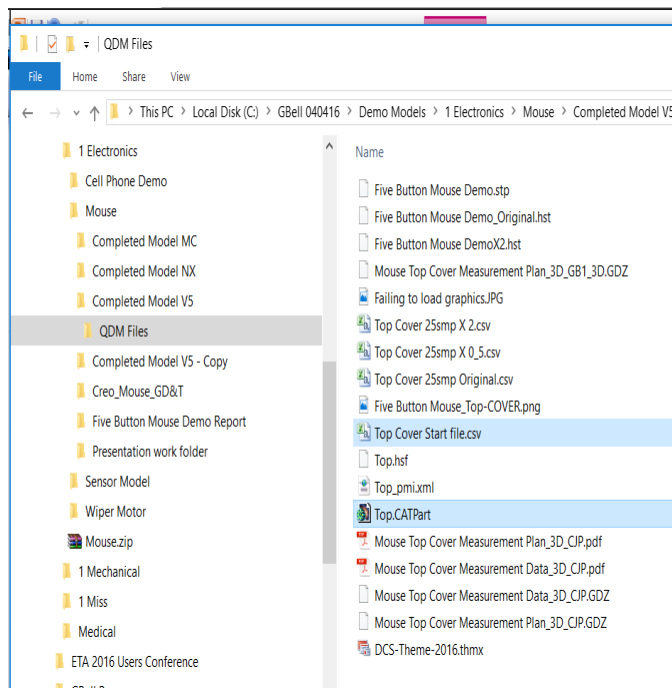 QDM Files
File Home Share View
This PC > Local Disk (C:) > GBell 040416 > Demo Models > 1 Electronics > Mouse > Completed Model V5
1 Electronics
Cell Phone Demo
Mouse
Completed Model MC
Completed Model NX
Completed Model V5
QDM Files
Completed Model V5 - Copy
Creo_Mouse_GD&T
Five Button Mouse Demo Report
Presentation work folder
Sensor Model
Wiper Motor
Mouse.zip
1 Mechanical
1 Miss
Medical
ETA 2016 Users Conference
Name
Five Button Mouse Demo.stp
Five Button Mouse Demo_Original.hst
Five Button Mouse DemoX2.hst
Mouse Top Cover Measurement Plan_3D_GB1_3D.GDZ
Failing to load graphics.JPG
Top Cover 25smp X 2.csv
Top Cover 25smp X 0_5.csv
Top Cover 25smp Original.csv
Five Button Mouse_Top-COVER.png
Top Cover Start file.csv
Top.hsf
Top_pmi.xml
Top.CATPart
Mouse Top Cover Measurement Plan_3D_CJP.pdf
Mouse Top Cover Measurement Data_3D_CJP.pdf
Mouse Top Cover Measurement Data_3D_CJP.GDZ
Mouse Top Cover Measurement Plan_3D_CJP.GDZ
DCS-Theme-2016.thmx